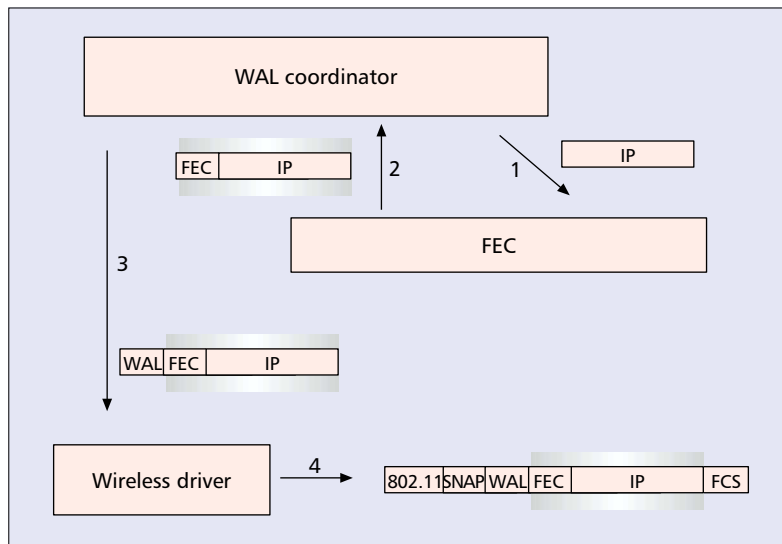 WAL coordinator
FEC IP
2
1
IP
FEC
3
WAL FEC IP
Wireless driver
4
802.11 SNAP WAL FEC IP FCS